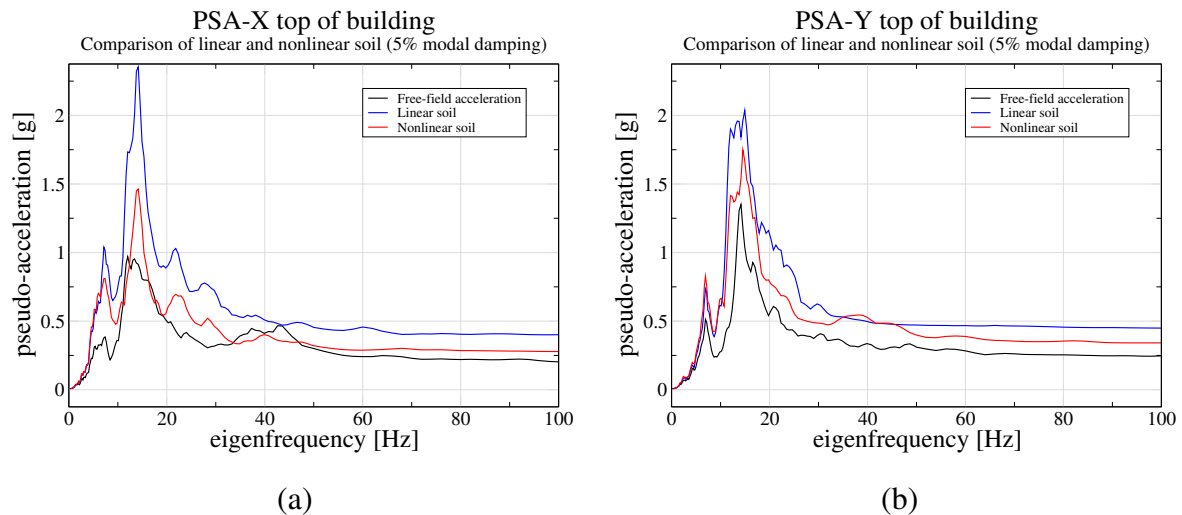 PSA-X top of building
Comparison of linear and nonlinear soil (5% modal damping)
pseudo-acceleration [g]
2
1.5
1
0.5
0
Free-field acceleration
Linear soil
Nonlinear soil
0 20 40 60 80 100
eigenfrequency [Hz]
(a)
PSA-Y top of building
Comparison of linear and nonlinear soil (5% modal damping)
pseudo-acceleration [g]
2
1.5
1
0.5
0
Free-field acceleration
Linear soil
Nonlinear soil
0 20 40 60 80 100
eigenfrequency [Hz]
(b)